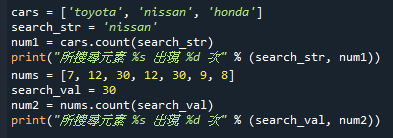 cars = ['toyota', 'nissan', 'honda']
search_str = 'nissan'
num1 = cars.count(search_str)
print("所搜尋元素 %s 出現 %d 次" % (search_str, num1))
nums = [7, 12, 30, 12, 30, 9, 8]
search_val = 30
num2 = nums.count(search_val)
print("所搜尋元素 %s 出現 %d 次" % (search_val, num2))